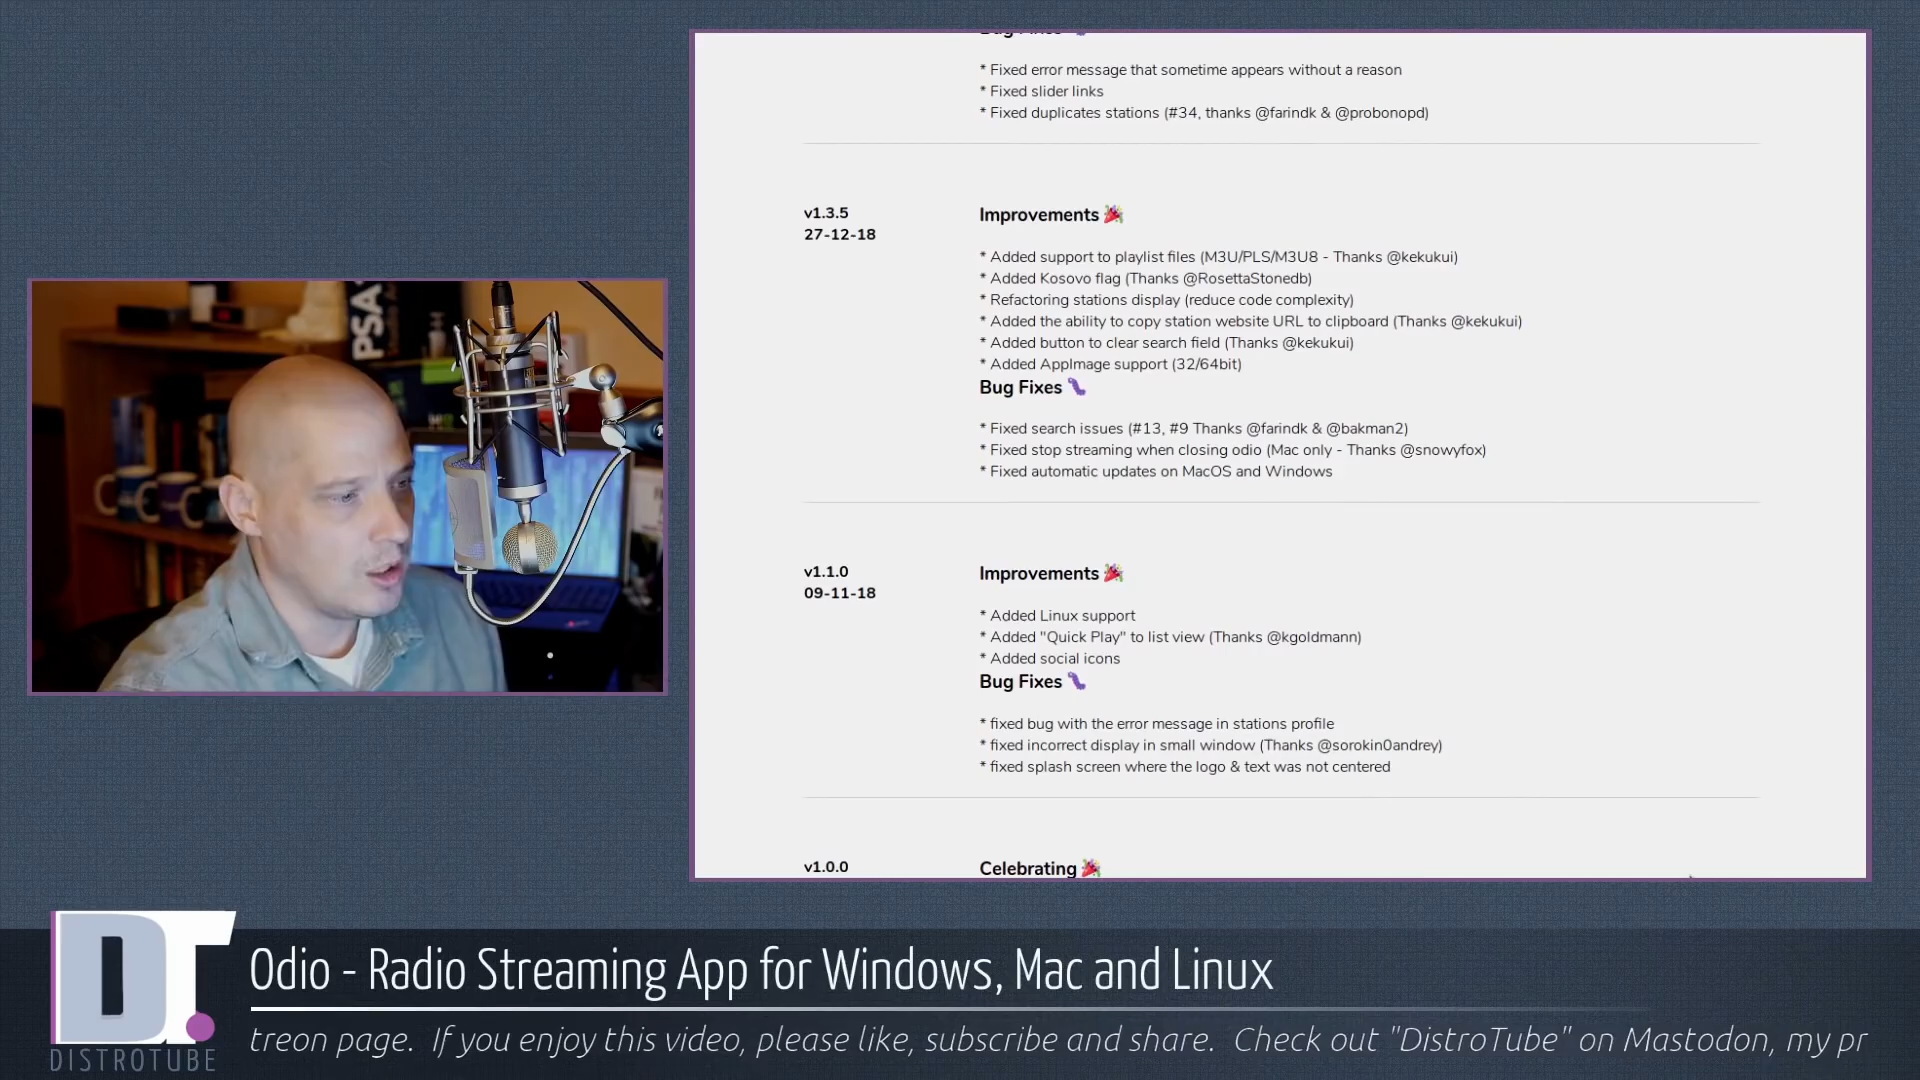 Bug Fixes
* Fixed error message that sometime appears without a reason
* Fixed slider links
* Fixed duplicates stations (#34, thanks @farindk & @probonopd)
v1.3.5
27-12-18
Improvements
* Added support to playlist files (M3U/PLS/M3U8 - Thanks @kekukui)
* Added Kosovo flag (Thanks @RosettaStonedb)
* Refactoring stations display (reduce code complexity)
* Added the ability to copy station website URL to clipboard (Thanks @kekukui)
* Added button to clear search field (Thanks @kekukui)
* Added AppImage support (32/64bit)
Bug Fixes
* Fixed search issues (#13, #9 Thanks @farindk & @bakman2)
* Fixed stop streaming when closing odio (Mac only - Thanks @snowyfox)
* Fixed automatic updates on MacOS and Windows
v1.1.0
09-11-18
Improvements
* Added Linux support
* Added "Quick Play" to list view (Thanks @kgoldmann)
* Added social icons
Bug Fixes
* fixed bug with the error message in stations profile
* fixed incorrect display in small window (Thanks @sorokin0andrey)
* fixed splash screen where the logo & text was not centered
v1.0.0
Celebrating
PSA1
DT
DISTROTUBE
Odio - Radio Streaming App for Windows, Mac and Linux
treon page. If you enjoy this video, please like, subscribe and share. Check out "DistroTube" on Mastodon, my pr